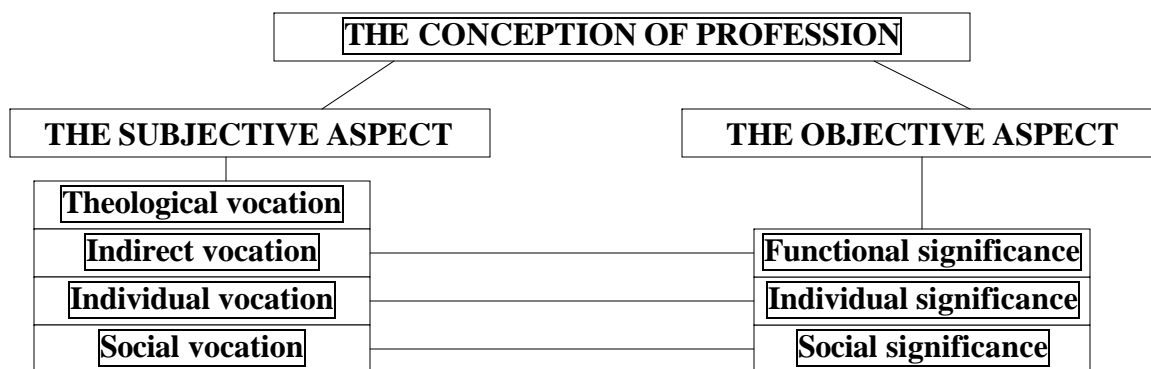 THE CONCEPTION OF PROFESSION
THE SUBJECTIVE ASPECT
THE OBJECTIVE ASPECT
Theological vocation
Indirect vocation
Functional significance
Individual vocation
Individual significance
Social vocation
Social significance